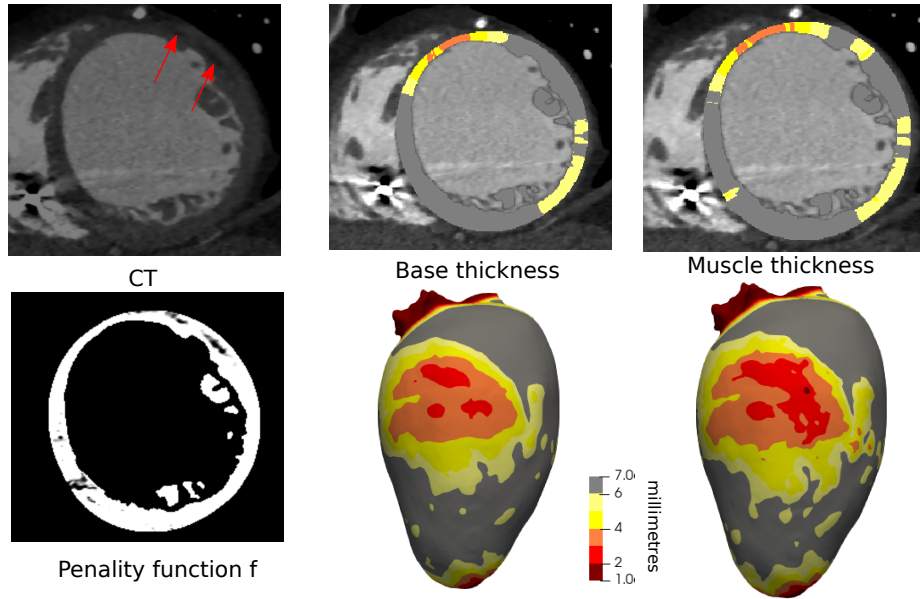 CT
Base thickness
Muscle thickness
Penality function f
7.0
6
4
2
1.0
millimetres